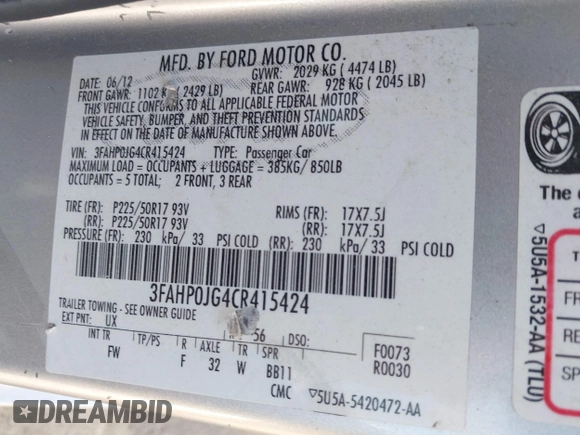 MFD. BY FORD MOTOR CO.
DATE: 06/12 GVWR: 2029 KG ( 4474 LB)
FRONT GAWR: 1102 KG (2429 LB) REAR GAWR: 928 KG (2045 LB)
THIS VEHICLE CONFORMS TO ALL APPLICABLE FEDERAL MOTOR
VEHICLE SAFETY, BUMPER, AND THEFT PREVENTION STANDARDS
IN EFFECT ON THE DATE OF MANUFACTURE SHOWN ABOVE.
VIN: 3FAHP0JG4CR415424 TYPE: Passenger Car
MAXIMUM LOAD = OCCUPANTS + LUGGAGE = 385KG/ 850LB
OCCUPANTS = 5 TOTAL; 2 FRONT, 3 REAR
TIRE (FR): P225/50R17 93V RIMS (FR): 17X7.5J
(RR): P225/50R17 93V (RR): 17X7.5J
PRESSURE (FR): 230 kPa/ 33 PSI COLD (RR): 230 kPa/ 33 PSI COLD
3FAHP0JG4CR415424
TRAILER TOWING - SEE OWNER GUIDE
EXT PNT: UX 56 DSO: F0073
INT TR TP/PS R AXLE TR SPR R0030
FW F 32 W BB11
CMC ▽5U5A-5420472-AA
The
▽5U5A-1532-AA (TLU)
T
F
RE
SP
DREAMBID